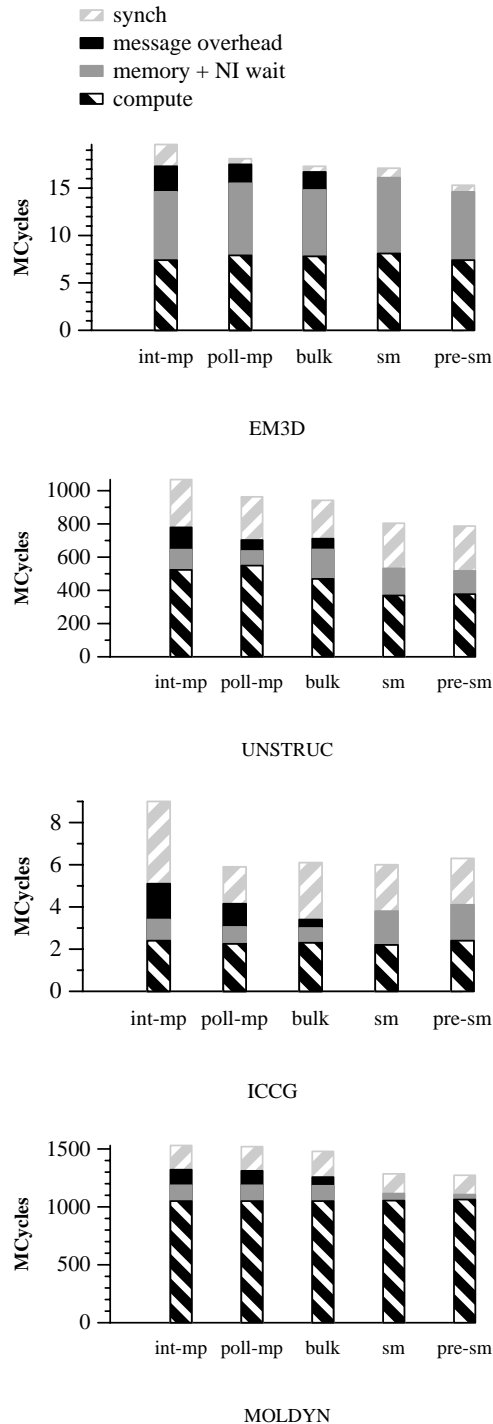 synch
message overhead
memory + NI wait
compute
15
10
5
0
MCycles
int-mp poll-mp bulk sm pre-sm
EM3D
1000
800
600
400
200
0
MCycles
int-mp poll-mp bulk sm pre-sm
UNSTRUC
8
6
4
2
0
MCycles
int-mp poll-mp bulk sm pre-sm
ICCG
1500
1000
500
0
MCycles
int-mp poll-mp bulk sm pre-sm
MOLDYN